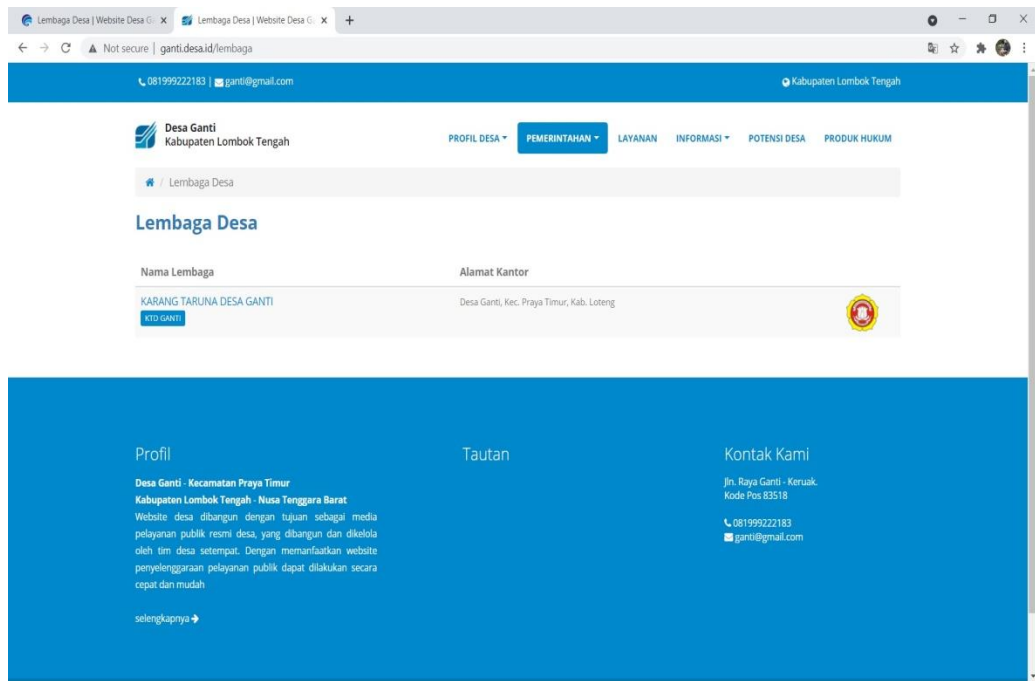 Lembaga Desa | Website Desa G
Lembaga Desa | Website Desa G
Not secure | ganti.desa.id/lembaga
081999222183 | ganti@gmail.com
Kabupaten Lombok Tengah
Desa Ganti
Kabupaten Lombok Tengah
PROFIL DESA PEMERINTAHAN LAYANAN INFORMASI POTENSI DESA PRODUK HUKUM
/ Lembaga Desa
Lembaga Desa
Nama Lembaga Alamat Kantor
KARANG TARUNA DESA GANTI Desa Ganti, Kec. Praya Timur, Kab. Loteng
KTD GANTI
Profil
Desa Ganti - Kecamatan Praya Timur
Kabupaten Lombok Tengah - Nusa Tenggara Barat
Website desa dibangun dengan tujuan sebagai media
pelayanan publik resmi desa, yang dibangun dan dikelola
oleh tim desa setempat. Dengan memanfaatkan website
penyelenggaraan pelayanan publik dapat dilakukan secara
cepat dan mudah
selengkapnya
Tautan
Kontak Kami
Jln. Raya Ganti - Keruak.
Kode Pos 83518
081999222183
ganti@gmail.com